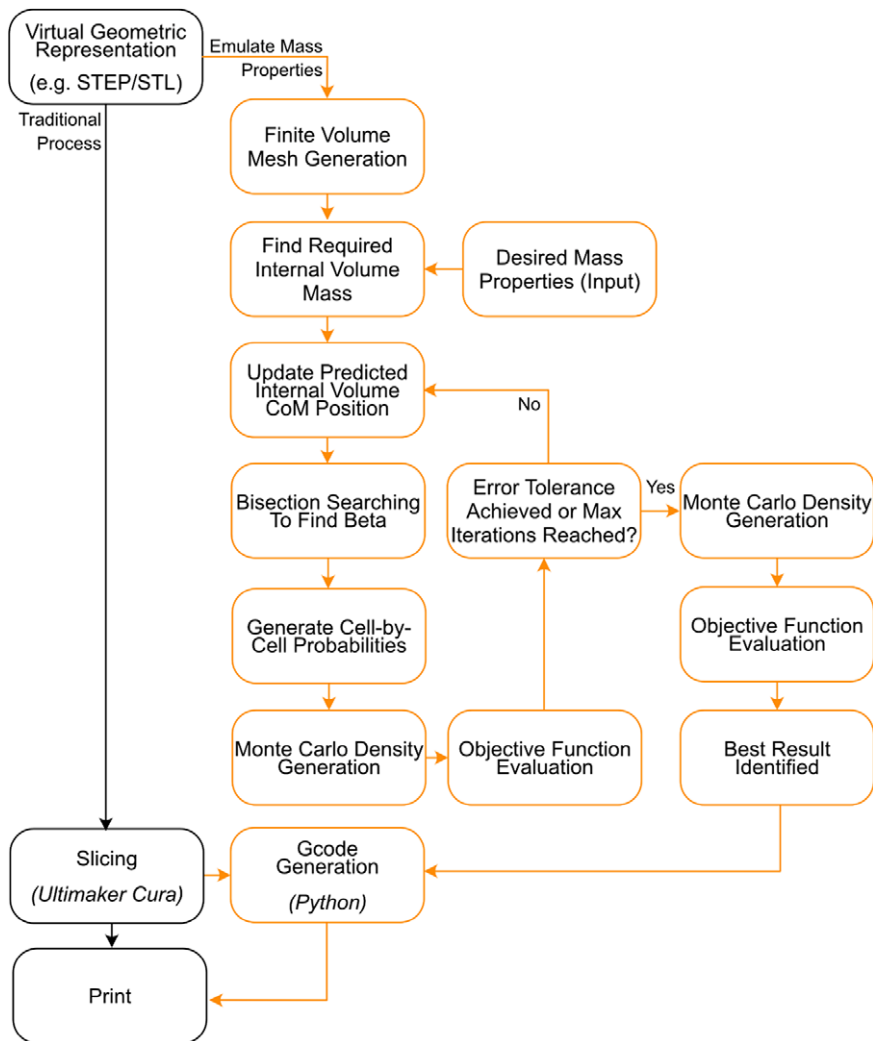 Virtual Geometric
Representation
(e.g. STEP/STL)
Emulate Mass
Properties
Traditional
Process
Finite Volume
Mesh Generation
Find Required
Internal Volume
Mass
Desired Mass
Properties (Input)
Update Predicted
Internal Volume
CoM Position
No
Bisection Searching
To Find Beta
Error Tolerance
Achieved or Max
Iterations Reached?
Yes
Monte Carlo Density
Generation
Generate Cell-by-
Cell Probabilities
Objective Function
Evaluation
Monte Carlo Density
Generation
Objective Function
Evaluation
Best Result
Identified
Slicing
(Ultimaker Cura)
Gcode
Generation
(Python)
Print